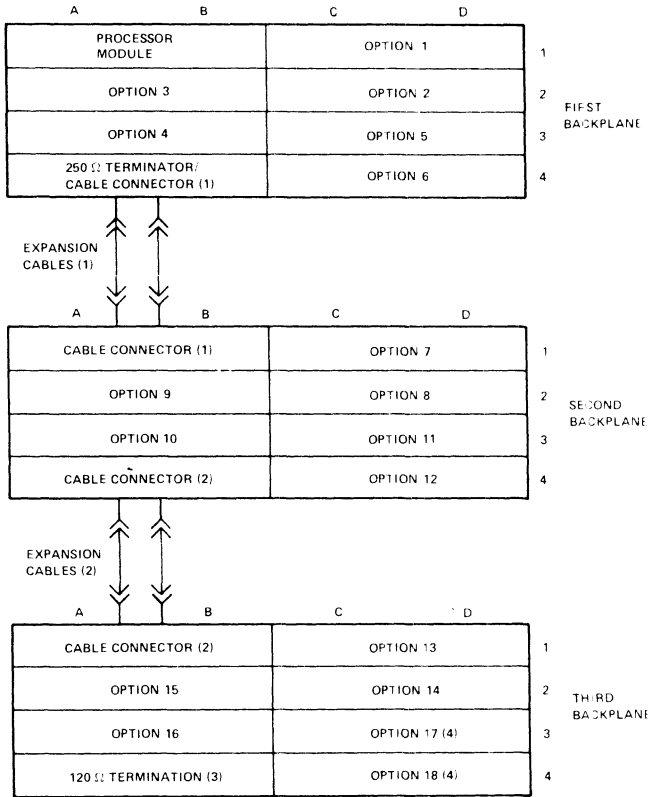 A B C D
PROCESSOR
MODULE
OPTION 1
1
OPTION 3
OPTION 2
2
FIRST
BACKPLANE
OPTION 4
OPTION 5
3
250 Ω TERMINATOR/
CABLE CONNECTOR (1)
OPTION 6
4
EXPANSION
CABLES (1)
A B C D
CABLE CONNECTOR (1)
OPTION 7
1
OPTION 9
OPTION 8
2
SECOND
BACKPLANE
OPTION 10
OPTION 11
3
CABLE CONNECTOR (2)
OPTION 12
4
EXPANSION
CABLES (2)
A B C D
CABLE CONNECTOR (2)
OPTION 13
1
OPTION 15
OPTION 14
2
THIRD
BACKPLANE
OPTION 16
OPTION 17 (4)
3
120 Ω TERMINATION (3)
OPTION 18 (4)
4